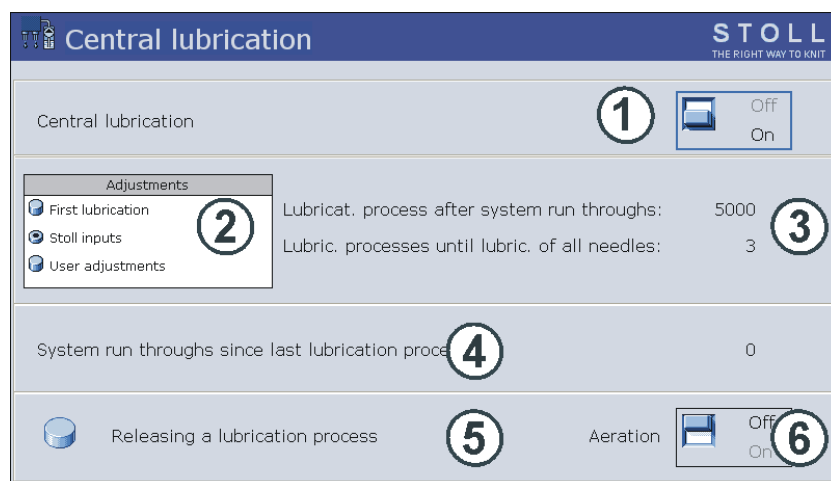 Central lubrication
STOLL
THE RIGHT WAY TO KNIT
Central lubrication
1
Off
On
Adjustments
First lubrication
Stoll inputs
User adjustments
2
Lubricat. process after system run throughs: 5000
Lubric. processes until lubric. of all needles: 3
3
System run throughs since last lubrication proce
4
0
Releasing a lubrication process
5
Aeration
Off
On
6